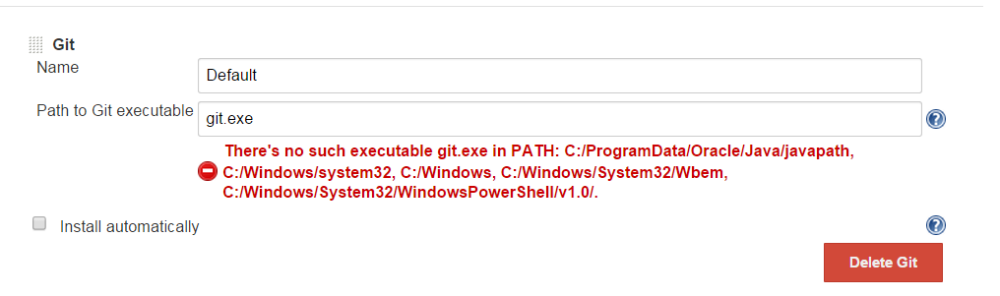 Git
Name
Default
Path to Git executable
git.exe
?
There's no such executable git.exe in PATH: C:/ProgramData/Oracle/Java/javapath,
C:/Windows/system32, C:/Windows, C:/Windows/System32/Wbem,
C:/Windows/System32/WindowsPowerShell/v1.0/.
Install automatically
?
Delete Git